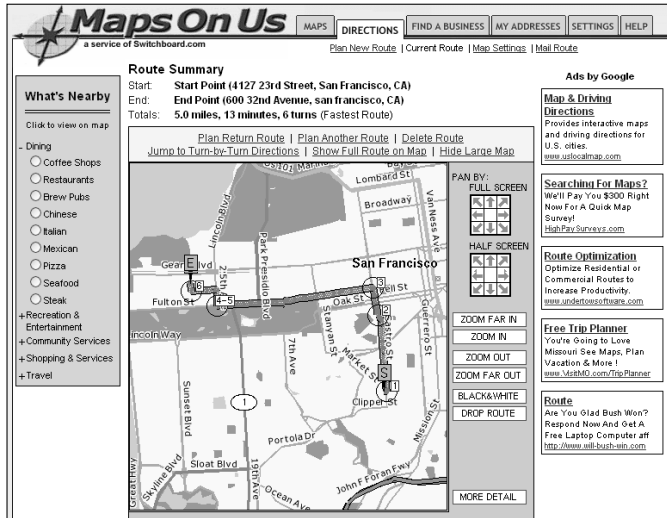 Maps On Us
a service of Switchboard.com
MAPS
DIRECTIONS
FIND A BUSINESS
MY ADDRESSES
SETTINGS
HELP
Plan New Route | Current Route | Map Settings | Mail Route
What's Nearby
Click to view on map
- Dining
Coffee Shops
Restaurants
Brew Pubs
Chinese
Italian
Mexican
Pizza
Seafood
Steak
+Recreation &
Entertainment
+Community Services
+Shopping & Services
+Travel
Route Summary
Start: Start Point (4127 23rd Street, San Francisco, CA)
End: End Point (600 32nd Avenue, san francisco, CA)
Totals: 5.0 miles, 13 minutes, 6 turns (Fastest Route)
Plan Return Route | Plan Another Route | Delete Route
Jump to Turn-by-Turn Directions | Show Full Route on Map | Hide Large Map
Lombard St
Broadway
Van Ness Ave
Lincoln Blvd
Park Presidio Blvd
San Francisco
E
6
4-5
Fulton St
Oak St
3
2
Stanyan St
Guerrero St
7th Ave
Market St
S
1
Clipper St
1
Sunset Blvd
Portola Dr
Mission St
Sloat Blvd
Skyline Blvd
19th Ave
Ocean Ave
John F Foran Fwy
Great Hwy
PAN BY:
FULL SCREEN
HALF SCREEN
ZOOM FAR IN
ZOOM IN
ZOOM OUT
ZOOM FAR OUT
BLACK&WHITE
DROP ROUTE
MORE DETAIL
Ads by Google
Map & Driving
Directions
Provides interactive maps
and driving directions for
U.S. cities.
www.uslocalmap.com
Searching For Maps?
We'll Pay You $300 Right
Now For A Quick Map
Survey!
HighPaySurveys.com
Route Optimization
Optimize Residential or
Commercial Routes to
Increase Productivity.
www.undertowsoftware.com
Free Trip Planner
You're Going to Love
Missouri See Maps, Plan
Vacation & More !
www.VisitMO.com/TripPlanner
Route
Are You Glad Bush Won?
Respond Now And Get A
Free Laptop Computer aff
http://www.will-bush-win.com